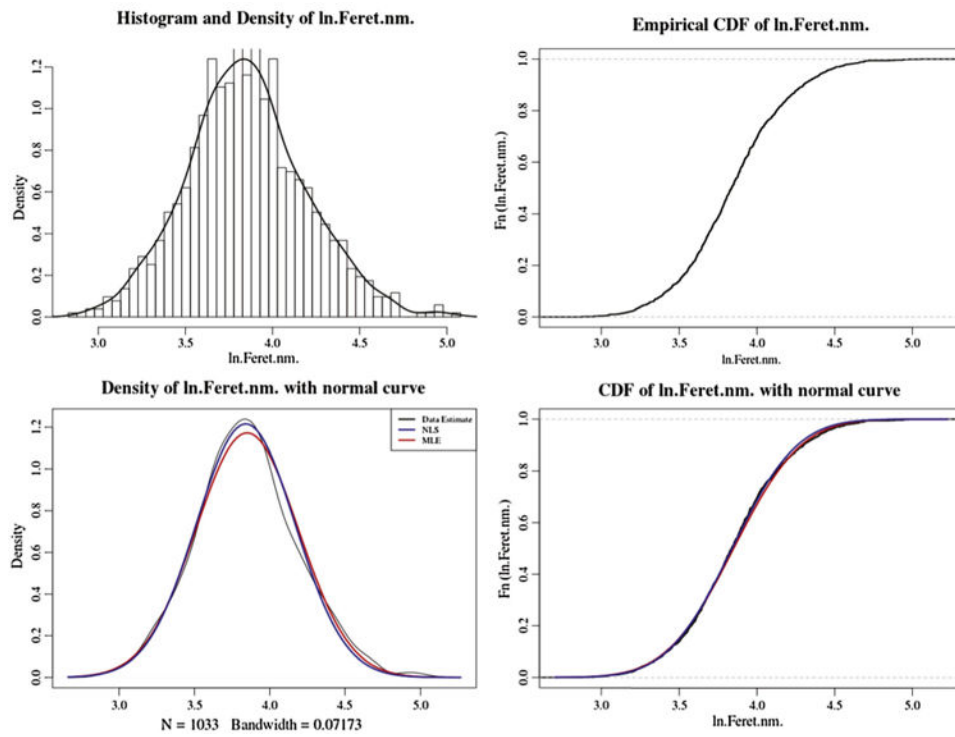 Histogram and Density of ln.Feret.nm.
Density
0.0 0.2 0.4 0.6 0.8 1.0 1.2
3.0 3.5 4.0 4.5 5.0
ln.Feret.nm.
Empirical CDF of ln.Feret.nm.
Fn (ln.Feret.nm.)
0.0 0.2 0.4 0.6 0.8 1.0
3.0 3.5 4.0 4.5 5.0
ln.Feret.nm.
Density of ln.Feret.nm. with normal curve
Density
0.0 0.2 0.4 0.6 0.8 1.0 1.2
Data Estimate
NLS
MLE
3.0 3.5 4.0 4.5 5.0
N = 1033 Bandwidth = 0.07173
CDF of ln.Feret.nm. with normal curve
Fn (ln.Feret.nm.)
0.0 0.2 0.4 0.6 0.8 1.0
3.0 3.5 4.0 4.5 5.0
ln.Feret.nm.